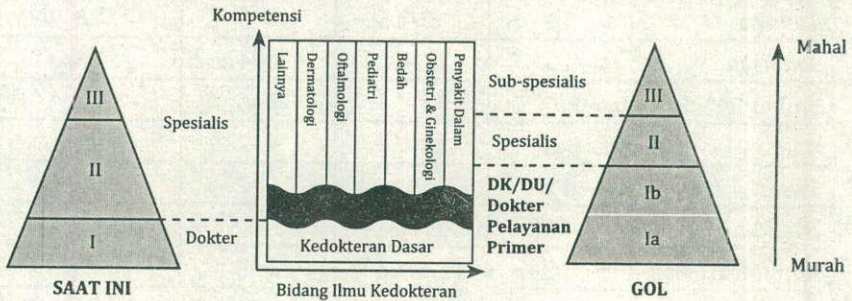 Kompetensi
Mahal
Lainnya
Dermatologi
Oftalmologi
Pediatri
Bedah
Obstetri & Ginekologi
Penyakit Dalam
III
Spesialis
II
I
Dokter
SAAT INI
Kedokteran Dasar
Bidang Ilmu Kedokteran
Sub-spesialis
Spesialis
DK/DU/
Dokter
Pelayanan
Primer
III
II
Ib
Ia
GOL
Murah